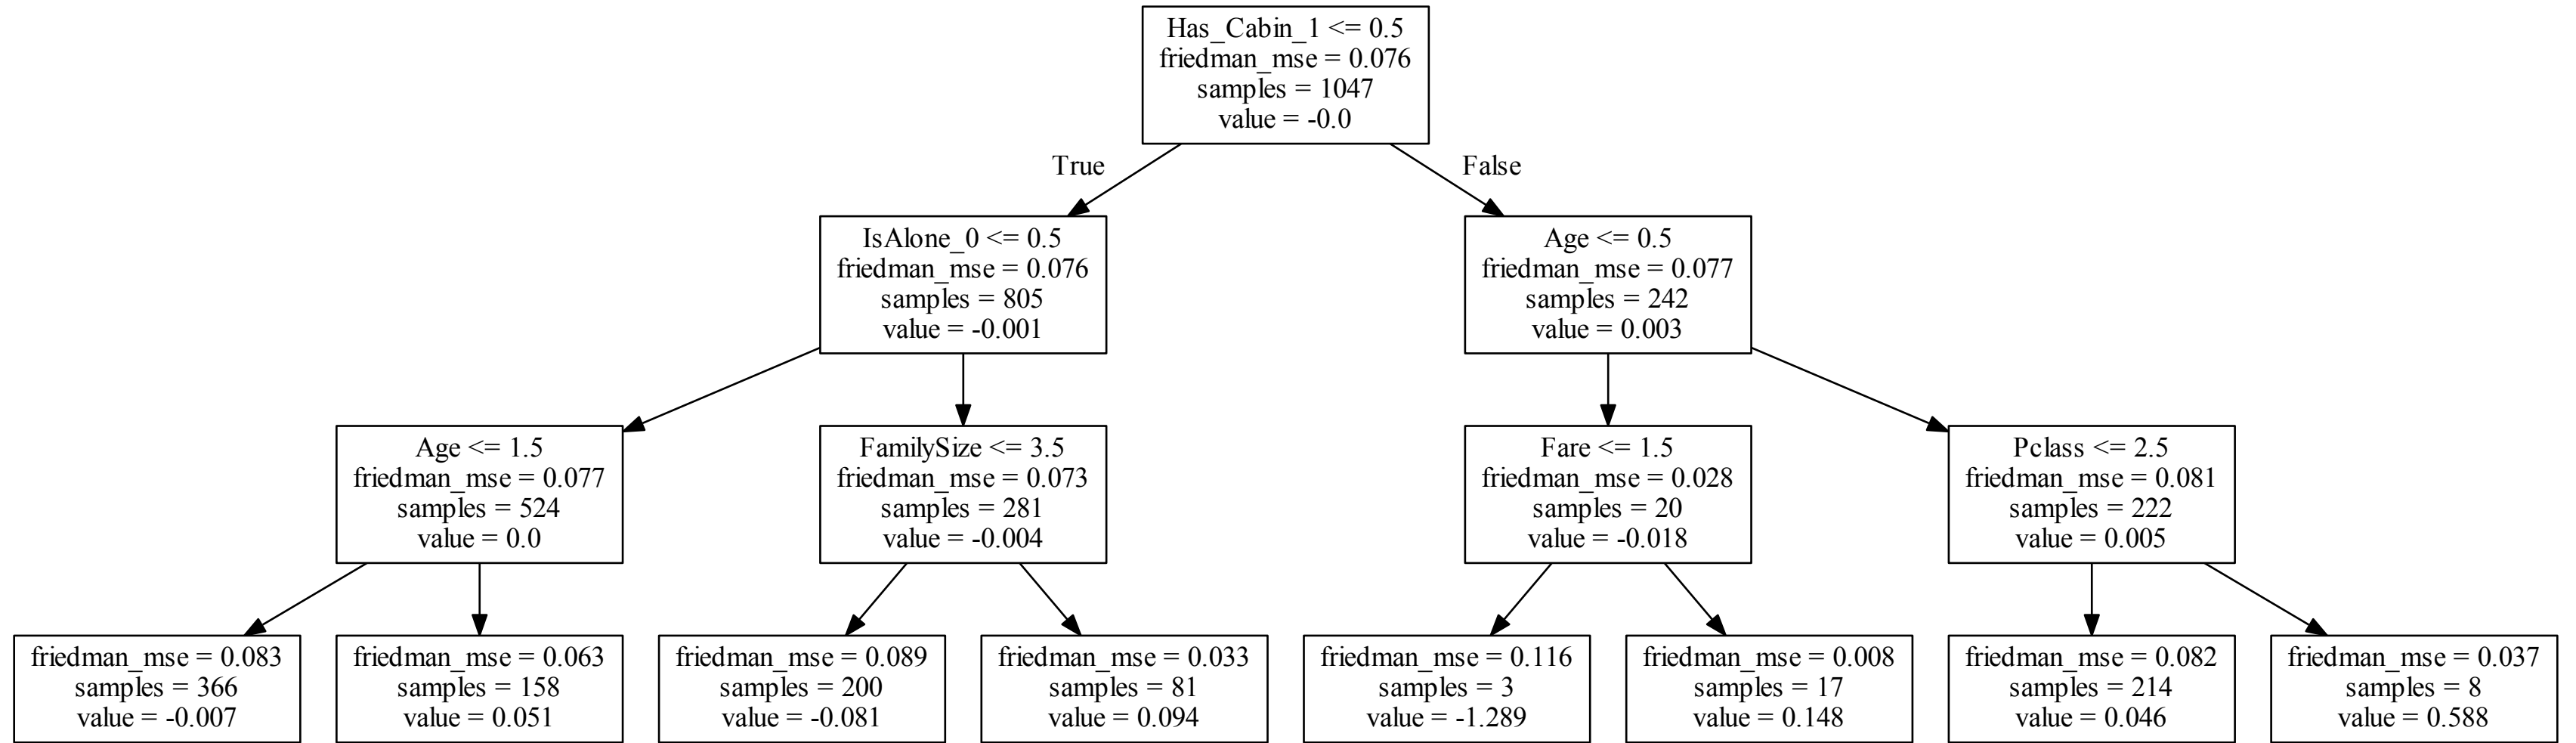 Has_Cabin_1 <= 0.5
friedman_mse = 0.076
samples = 1047
value = -0.0
True
False
IsAlone_0 <= 0.5
friedman_mse = 0.076
samples = 805
value = -0.001
Age <= 0.5
friedman_mse = 0.077
samples = 242
value = 0.003
Age <= 1.5
friedman_mse = 0.077
samples = 524
value = 0.0
FamilySize <= 3.5
friedman_mse = 0.073
samples = 281
value = -0.004
Fare <= 1.5
friedman_mse = 0.028
samples = 20
value = -0.018
Pclass <= 2.5
friedman_mse = 0.081
samples = 222
value = 0.005
friedman_mse = 0.083
samples = 366
value = -0.007
friedman_mse = 0.063
samples = 158
value = 0.051
friedman_mse = 0.089
samples = 200
value = -0.081
friedman_mse = 0.033
samples = 81
value = 0.094
friedman_mse = 0.116
samples = 3
value = -1.289
friedman_mse = 0.008
samples = 17
value = 0.148
friedman_mse = 0.082
samples = 214
value = 0.046
friedman_mse = 0.037
samples = 8
value = 0.588